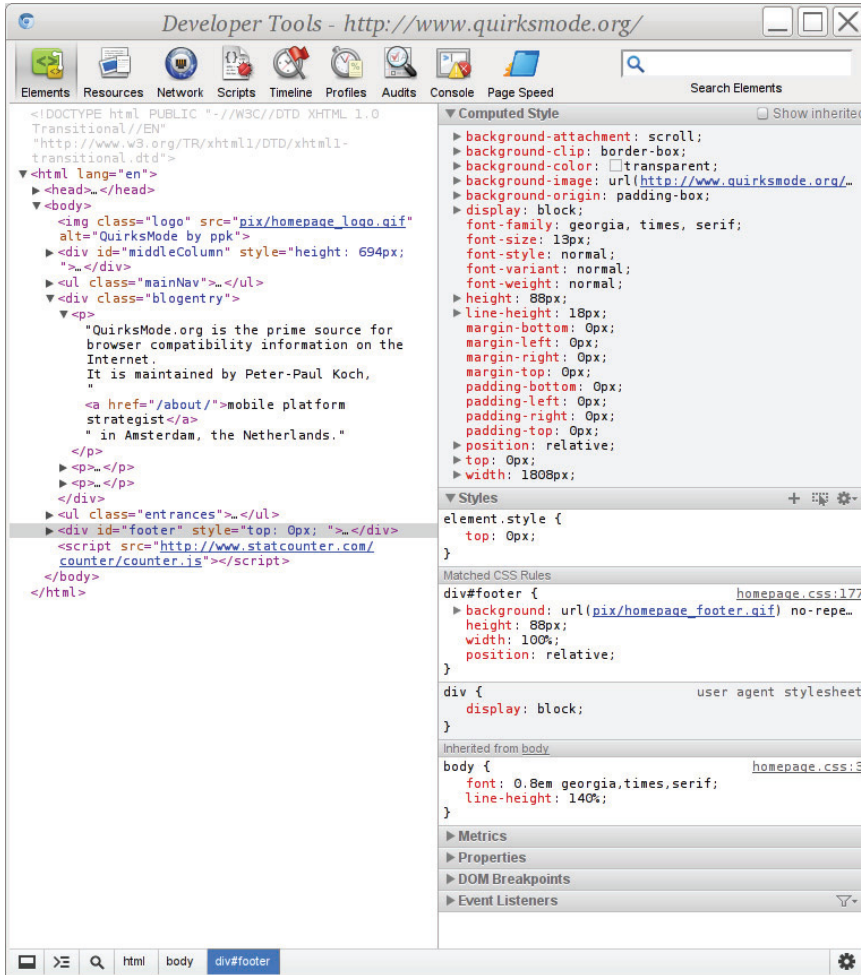 Developer Tools - http://www.quirksmode.org/
Elements Resources Network Scripts Timeline Profiles Audits Console Page Speed Search Elements
<!DOCTYPE html PUBLIC "-//W3C//DTD XHTML 1.0
Transitional//EN"
"http://www.w3.org/TR/xhtml1/DTD/xhtml1-
transitional.dtd">
▼<html lang="en">
▶<head>…</head>
▼<body>
<img class="logo" src="pix/homepage_logo.gif"
alt="QuirksMode by ppk">
▶<div id="middleColumn" style="height: 694px;
">…</div>
▶<ul class="mainNav">…</ul>
▼<div class="blogentry">
▼<p>
"QuirksMode.org is the prime source for
browser compatibility information on the
Internet.
It is maintained by Peter-Paul Koch,
"
<a href="/about/">mobile platform
strategist</a>
" in Amsterdam, the Netherlands."
</p>
▶<p>…</p>
▶<p>…</p>
</div>
▶<ul class="entrances">…</ul>
▶<div id="footer" style="top: 0px; ">…</div>
<script src="http://www.statcounter.com/
counter/counter.js"></script>
</body>
</html>
▼Computed Style Show inherited
▶background-attachment: scroll;
▶background-clip: border-box;
▶background-color: transparent;
▶background-image: url(http://www.quirksmode.org/…
▶background-origin: padding-box;
▶display: block;
font-family: georgia, times, serif;
font-size: 13px;
font-style: normal;
font-variant: normal;
font-weight: normal;
▶height: 88px;
▶line-height: 18px;
margin-bottom: 0px;
margin-left: 0px;
margin-right: 0px;
margin-top: 0px;
padding-bottom: 0px;
padding-left: 0px;
padding-right: 0px;
padding-top: 0px;
▶position: relative;
▶top: 0px;
▶width: 1808px;
▼Styles
element.style {
top: 0px;
}
Matched CSS Rules
div#footer { homepage.css:177
▶background: url(pix/homepage_footer.gif) no-repe…
height: 88px;
width: 100%;
position: relative;
}
div { user agent stylesheet
display: block;
}
Inherited from body
body { homepage.css:3
font: 0.8em georgia,times,serif;
line-height: 140%;
}
▶Metrics
▶Properties
▶DOM Breakpoints
▶Event Listeners
html body div#footer